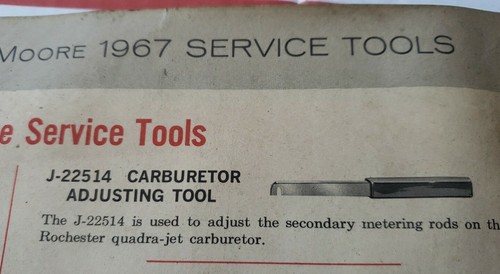 MOORE 1967 SERVICE TOOLS
e Service Tools
J-22514 CARBURETOR
ADJUSTING TOOL
The J-22514 is used to adjust the secondary metering rods on th
Rochester quadra-jet carburetor.